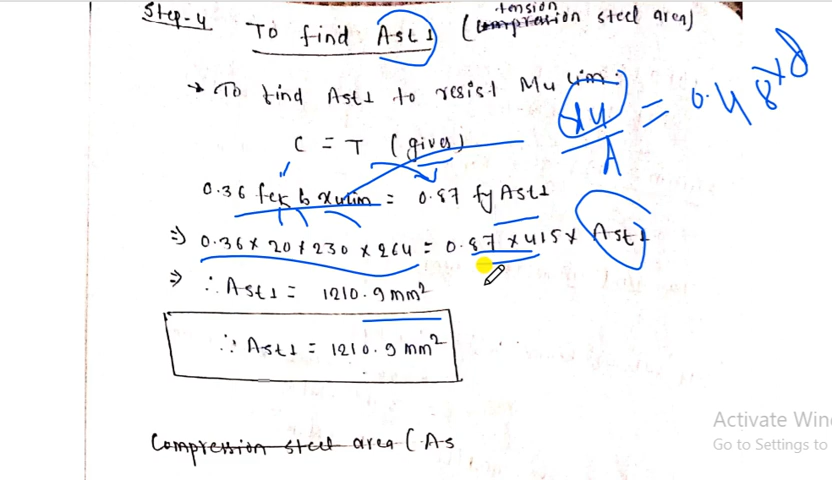 Step-4
To find Ast1 (compression tension steel area)
→ To find Ast1 to resist Mu lim.
xu/d = 0.48 x d
C = T (given)
0.36 fck b xulim = 0.87 fy Ast1
⇒ 0.36 x 20 x 230 x 264 = 0.87 x 415 x Ast1
⇒ ∴ Ast1 = 1210.9 mm²
∴ Ast1 = 1210.9 mm²
Compression steel area (As
Activate Win
Go to Settings to